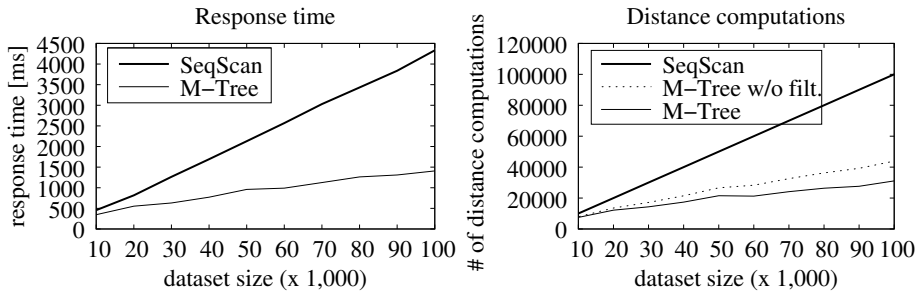 Response time
response time [ms]
4500
4000
3500
3000
2500
2000
1500
1000
500
0
SeqScan
M-Tree
10 20 30 40 50 60 70 80 90 100
dataset size (x 1,000)
Distance computations
# of distance computations
120000
100000
80000
60000
40000
20000
0
SeqScan
M-Tree w/o filt.
M-Tree
10 20 30 40 50 60 70 80 90 100
dataset size (x 1,000)